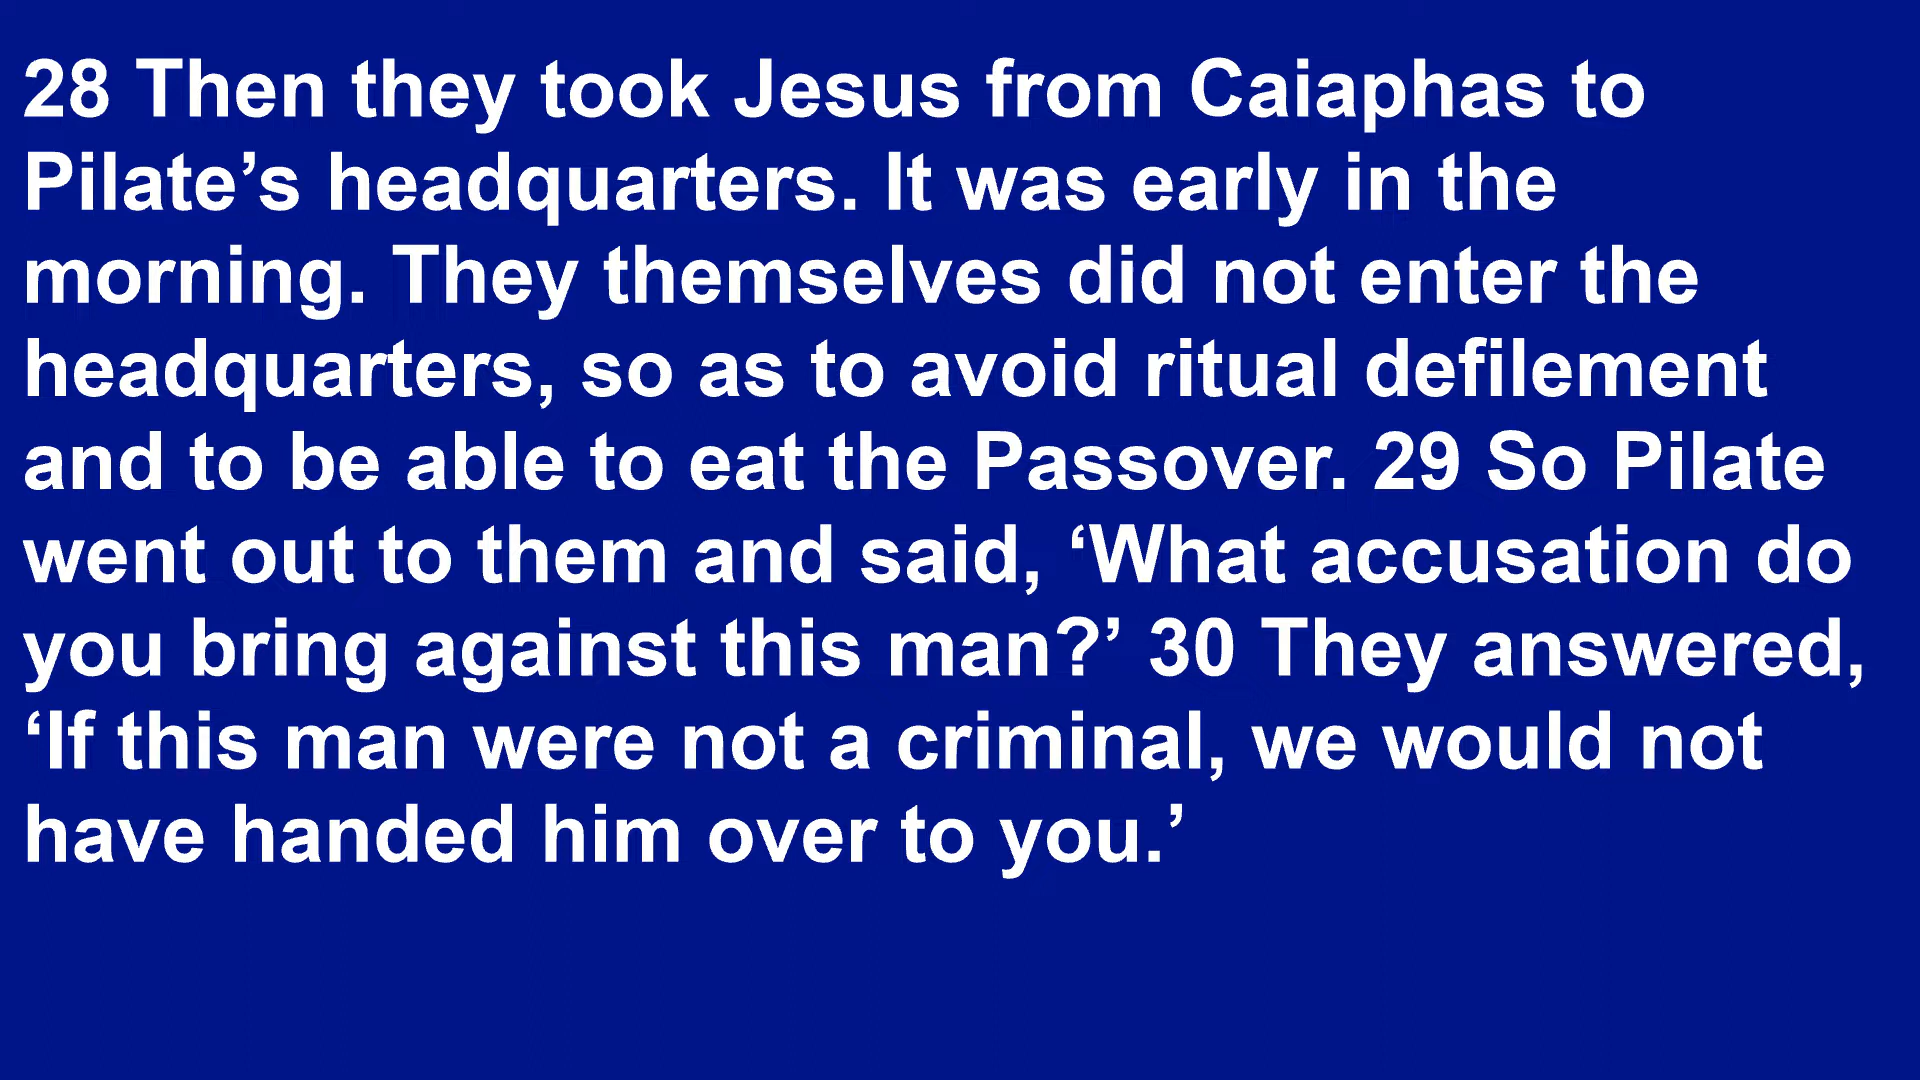 28 Then they took Jesus from Caiaphas to
Pilate’s headquarters. It was early in the
morning. They themselves did not enter the
headquarters, so as to avoid ritual defilement
and to be able to eat the Passover. 29 So Pilate
went out to them and said, ‘What accusation do
you bring against this man?’ 30 They answered,
‘If this man were not a criminal, we would not
have handed him over to you.’